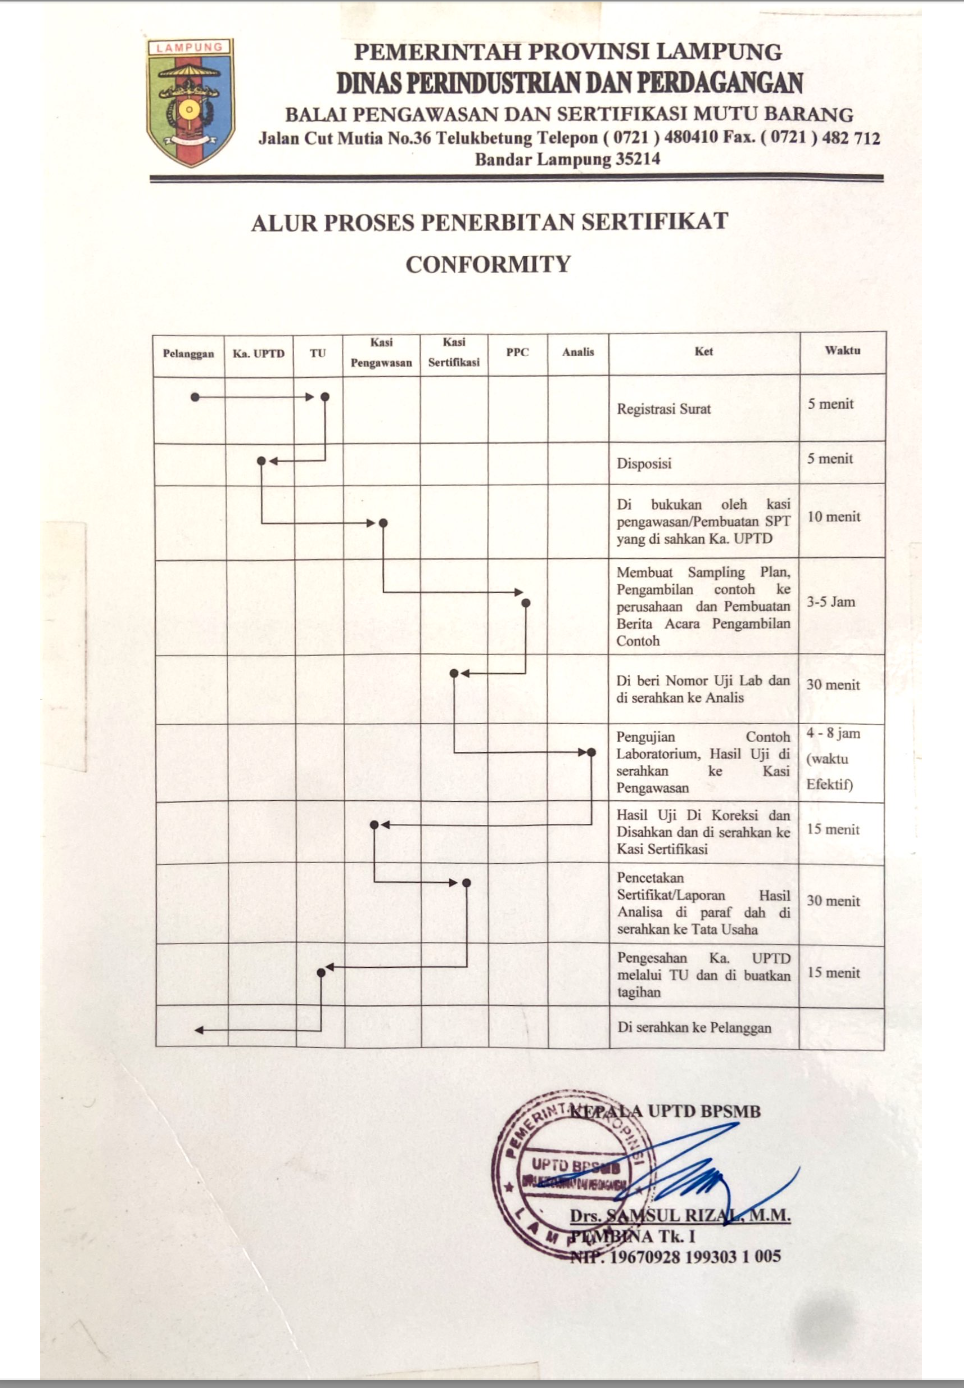 LAMPUNG
PEMERINTAH PROVINSI LAMPUNG
DINAS PERINDUSTRIAN DAN PERDAGANGAN
BALAI PENGAWASAN DAN SERTIFIKASI MUTU BARANG
Jalan Cut Mutia No.36 Telukbetung Telepon ( 0721 ) 480410 Fax. ( 0721 ) 482 712
Bandar Lampung 35214
ALUR PROSES PENERBITAN SERTIFIKAT
CONFORMITY
Pelanggan Ka. UPTD TU Kasi Pengawasan Kasi Sertifikasi PPC Analis Ket Waktu
Registrasi Surat 5 menit
Disposisi 5 menit
Di bukukan oleh kasi
pengawasan/Pembuatan SPT 10 menit
yang di sahkan Ka. UPTD
Membuat Sampling Plan,
Pengambilan contoh ke
perusahaan dan Pembuatan 3-5 Jam
Berita Acara Pengambilan
Contoh
Di beri Nomor Uji Lab dan 30 menit
di serahkan ke Analis
Pengujian Contoh 4 - 8 jam
Laboratorium, Hasil Uji di (waktu
serahkan ke Kasi
Pengawasan Efektif)
Hasil Uji Di Koreksi dan
Disahkan dan di serahkan ke 15 menit
Kasi Sertifikasi
Pencetakan
Sertifikat/Laporan Hasil 30 menit
Analisa di paraf dah di
serahkan ke Tata Usaha
Pengesahan Ka. UPTD
melalui TU dan di buatkan 15 menit
tagihan
Di serahkan ke Pelanggan
KEPALA UPTD BPSMB
PEMERINTAH PROPINSI
UPTD BPSMB
LAMPUNG
Drs. SAMSUL RIZAL, M.M.
PEMBINA Tk. I
NIP. 19670928 199303 1 005